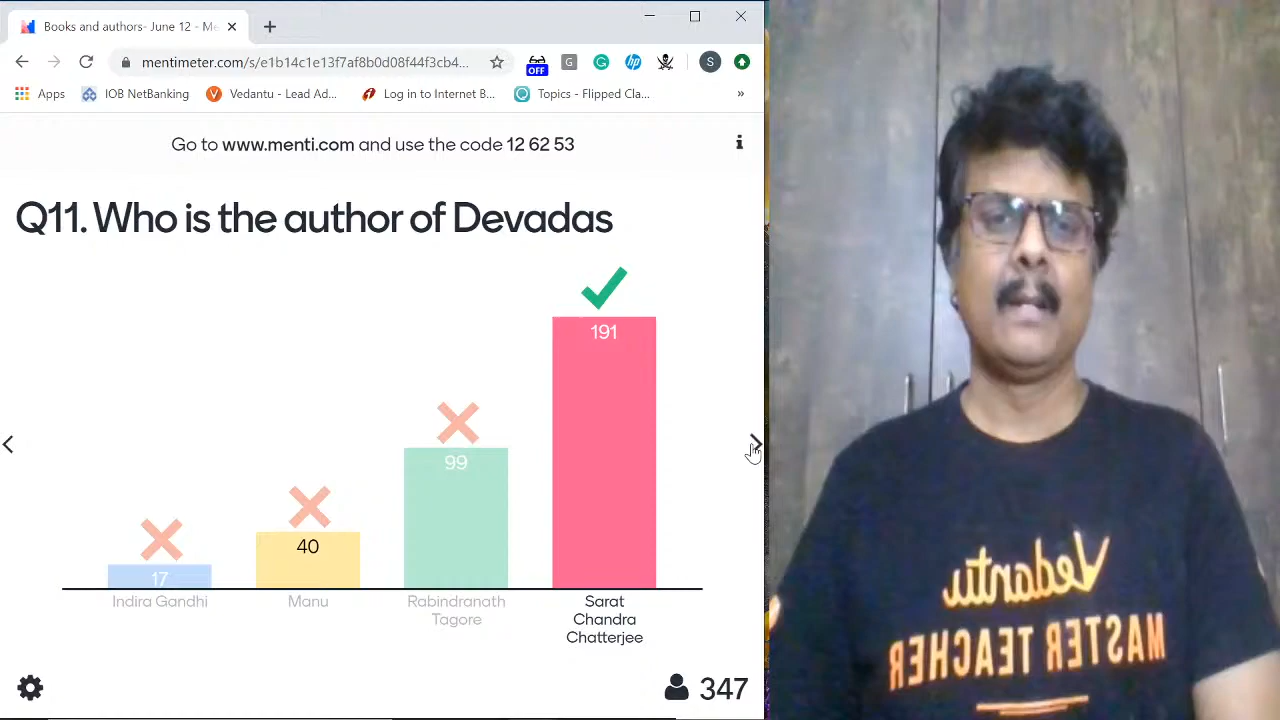 Books and authors- June 12 - Me
mentimeter.com/s/e1b14c1e13f7af8b0d08f44f3cb4...
OFF
G
G
hp
S
Apps
IOB NetBanking
Vedantu - Lead Ad...
Log in to Internet B...
Topics - Flipped Cla...
»
Go to www.menti.com and use the code 12 62 53
Q11. Who is the author of Devadas
191
99
40
17
Indira Gandhi
Manu
Rabindranath
Tagore
Sarat
Chandra
Chatterjee
347
Vedantu
MASTER TEACHER